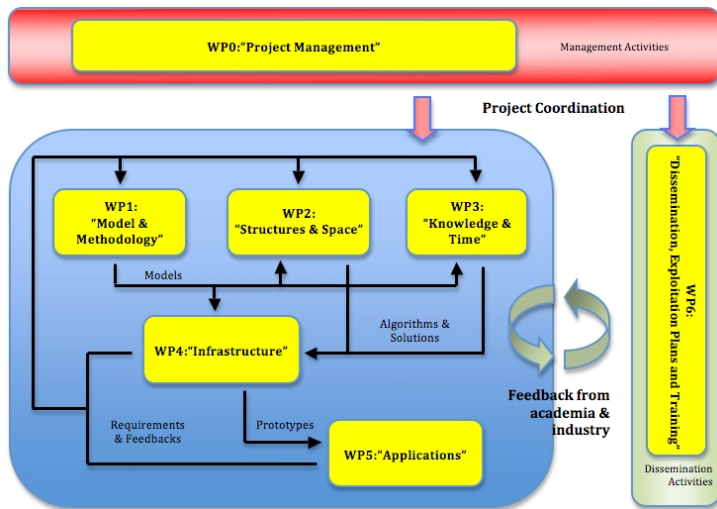 WP0:"Project Management"
Management Activities
Project Coordination
WP1:
"Model &
Methodology"
WP2:
"Structures & Space"
WP3:
"Knowledge &
Time"
Models
Algorithms &
Solutions
WP4:"Infrastructure"
Requirements
& Feedbacks
Prototypes
WP5:"Applications"
Feedback from
academia &
industry
WP6:
"Dissemination, Exploitation Plans and Training"
Dissemination
Activities